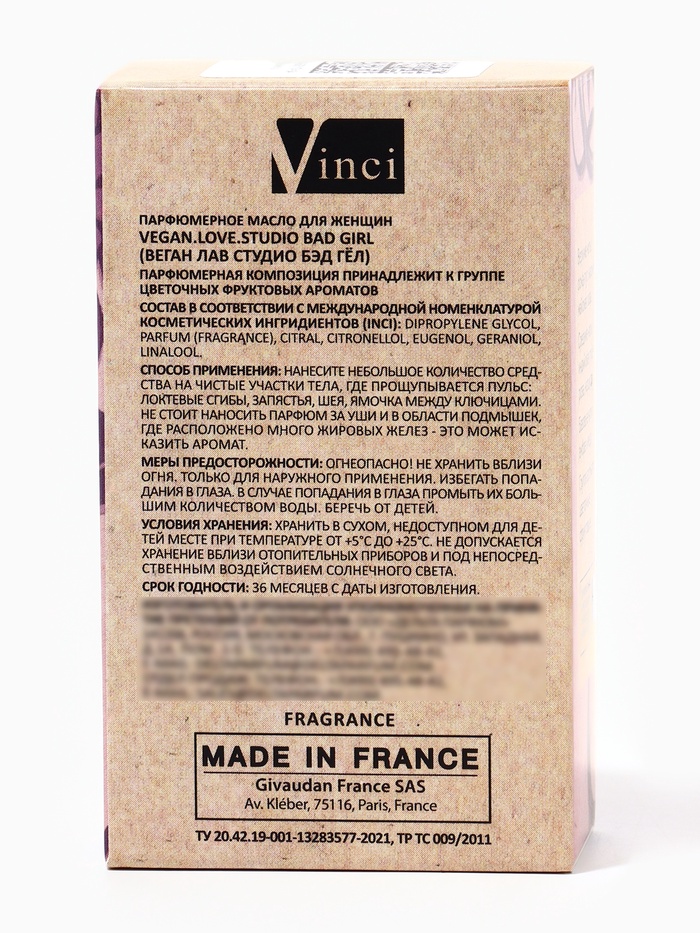 Vinci
ПАРФЮМЕРНОЕ МАСЛО ДЛЯ ЖЕНЩИН
VEGAN.LOVE.STUDIO BAD GIRL
(ВЕГАН ЛАВ СТУДИО БЭД ГЁЛ)
ПАРФЮМЕРНАЯ КОМПОЗИЦИЯ ПРИНАДЛЕЖИТ К ГРУППЕ
ЦВЕТОЧНЫХ ФРУКТОВЫХ АРОМАТОВ
СОСТАВ В СООТВЕТСТВИИ С МЕЖДУНАРОДНОЙ НОМЕНКЛАТУРОЙ
КОСМЕТИЧЕСКИХ ИНГРИДИЕНТОВ (INCI): DIPROPYLENE GLYCOL,
PARFUM (FRAGRANCE), CITRAL, CITRONELLOL, EUGENOL, GERANIOL,
LINALOOL.
СПОСОБ ПРИМЕНЕНИЯ: НАНЕСИТЕ НЕБОЛЬШОЕ КОЛИЧЕСТВО СРЕД-
СТВА НА ЧИСТЫЕ УЧАСТКИ ТЕЛА, ГДЕ ПРОЩУПЫВАЕТСЯ ПУЛЬС:
ЛОКТЕВЫЕ СГИБЫ, ЗАПЯСТЬЯ, ШЕЯ, ЯМОЧКА МЕЖДУ КЛЮЧИЦАМИ.
НЕ СТОИТ НАНОСИТЬ ПАРФЮМ ЗА УШИ И В ОБЛАСТИ ПОДМЫШЕК,
ГДЕ РАСПОЛОЖЕНО МНОГО ЖИРОВЫХ ЖЕЛЕЗ - ЭТО МОЖЕТ ИС-
КАЗИТЬ АРОМАТ.
МЕРЫ ПРЕДОСТОРОЖНОСТИ: ОГНЕОПАСНО! НЕ ХРАНИТЬ ВБЛИЗИ
ОГНЯ. ТОЛЬКО ДЛЯ НАРУЖНОГО ПРИМЕНЕНИЯ. ИЗБЕГАТЬ ПОПА-
ДАНИЯ В ГЛАЗА. В СЛУЧАЕ ПОПАДАНИЯ В ГЛАЗА ПРОМЫТЬ ИХ БОЛЬ-
ШИМ КОЛИЧЕСТВОМ ВОДЫ. БЕРЕЧЬ ОТ ДЕТЕЙ.
УСЛОВИЯ ХРАНЕНИЯ: ХРАНИТЬ В СУХОМ, НЕДОСТУПНОМ ДЛЯ ДЕ-
ТЕЙ МЕСТЕ ПРИ ТЕМПЕРАТУРЕ ОТ +5°С ДО +25°С. НЕ ДОПУСКАЕТСЯ
ХРАНЕНИЕ ВБЛИЗИ ОТОПИТЕЛЬНЫХ ПРИБОРОВ И ПОД НЕПОСРЕД-
СТВЕННЫМ ВОЗДЕЙСТВИЕМ СОЛНЕЧНОГО СВЕТА.
СРОК ГОДНОСТИ: 36 МЕСЯЦЕВ С ДАТЫ ИЗГОТОВЛЕНИЯ.
FRAGRANCE
MADE IN FRANCE
Givaudan France SAS
Av. Kléber, 75116, Paris, France
ТУ 20.42.19-001-13283577-2021, ТР ТС 009/2011